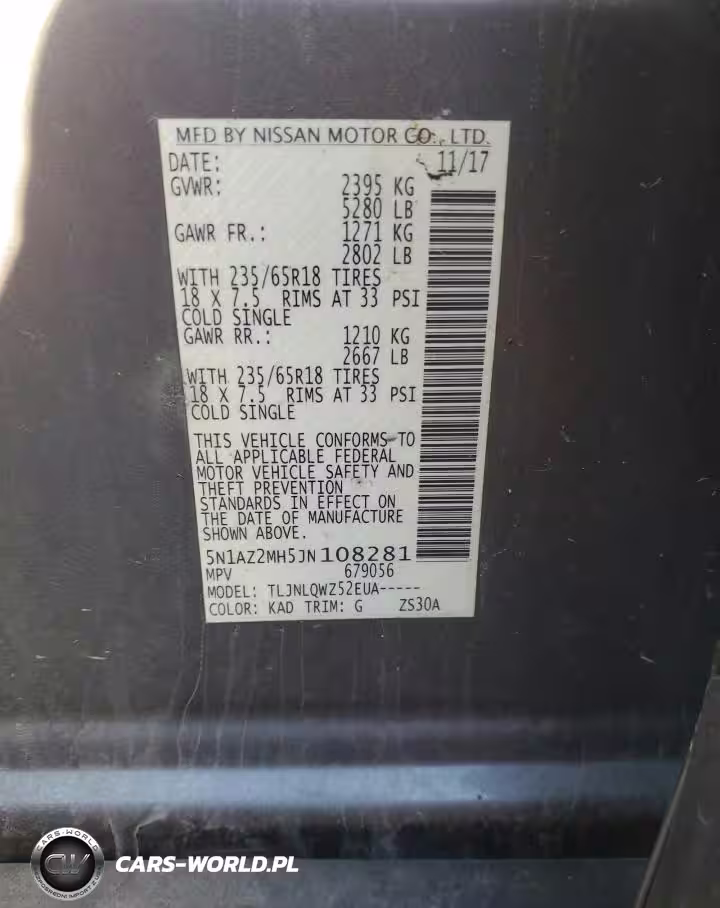 MFD BY NISSAN MOTOR CO., LTD.
DATE: 11/17
GVWR: 2395 KG
5280 LB
GAWR FR.: 1271 KG
2802 LB
WITH 235/65R18 TIRES
18 X 7.5 RIMS AT 33 PSI
COLD SINGLE
GAWR RR.: 1210 KG
2667 LB
WITH 235/65R18 TIRES
18 X 7.5 RIMS AT 33 PSI
COLD SINGLE
THIS VEHICLE CONFORMS TO
ALL APPLICABLE FEDERAL
MOTOR VEHICLE SAFETY AND
THEFT PREVENTION
STANDARDS IN EFFECT ON
THE DATE OF MANUFACTURE
SHOWN ABOVE.
5N1AZ2MH5JN108281
MPV 679056
MODEL: TLJNLQWZ52EUA-----
COLOR: KAD TRIM: G ZS30A
CARS-WORLD
CW
CARS-WORLD.PL